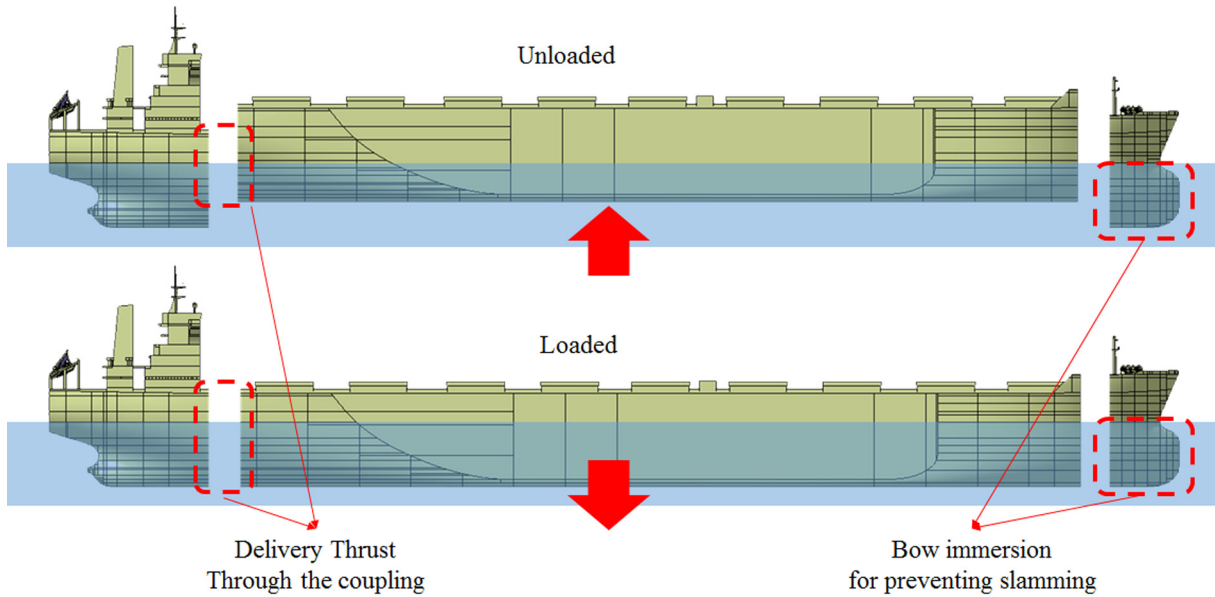 Unloaded
Loaded
Delivery Thrust
Through the coupling
Bow immersion
for preventing slamming